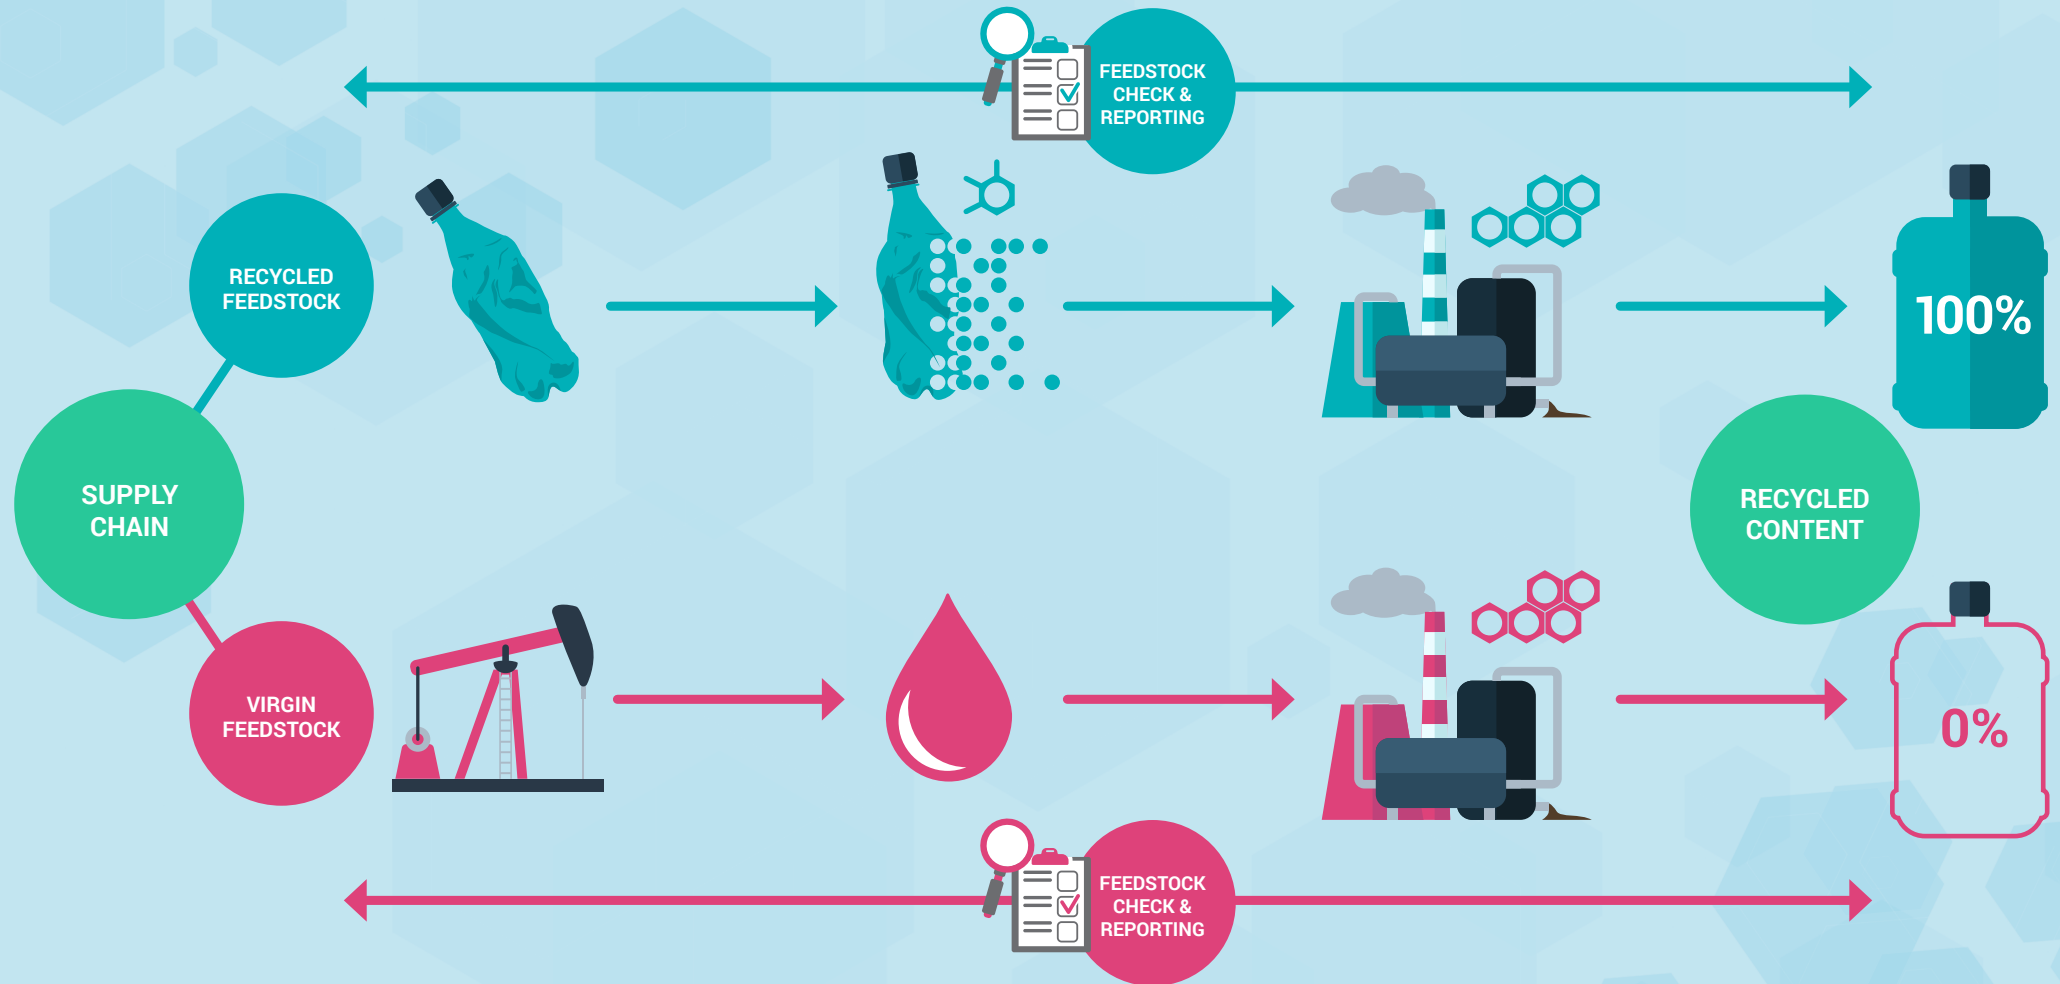 FEEDSTOCK
CHECK &
REPORTING
RECYCLED
FEEDSTOCK
100%
SUPPLY
CHAIN
RECYCLED
CONTENT
VIRGIN
FEEDSTOCK
0%
FEEDSTOCK
CHECK &
REPORTING